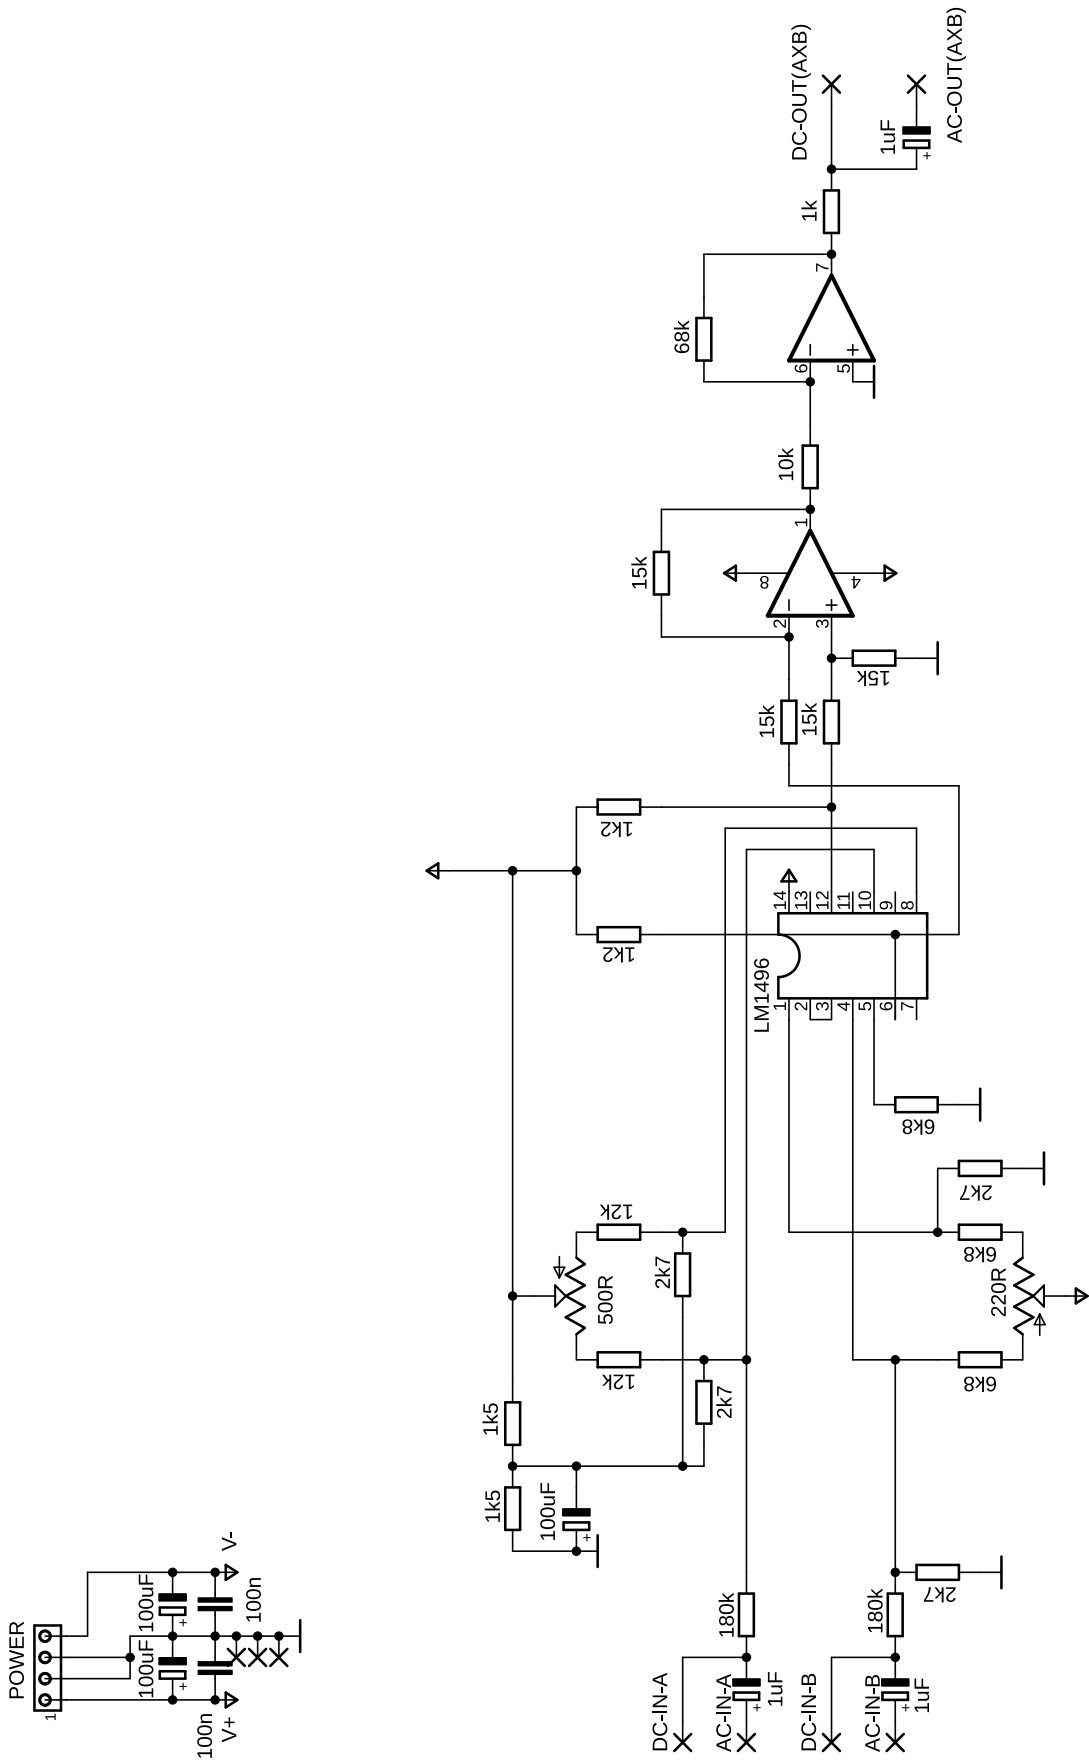 DC-OUT(AXB)
AC-OUT(AXB)
1uF
+
1k
7
68k
6
5
−
+
10k
1
15k
8
4
−
+
2
3
15k
15k
15k
1k2
1k2
14
13
12
11
10
9
8
LM1496
1
2
3
4
5
6
7
6k8
2k7
12k
2k7
500R
6k8
220R
12k
2k7
6k8
1k5
1k5
100uF
+
POWER
1
100uF
+
100uF
+
V-
100n
100n
V+
180k
2k7
180k
DC-IN-A
AC-IN-A
1uF
+
DC-IN-B
AC-IN-B
1uF
+